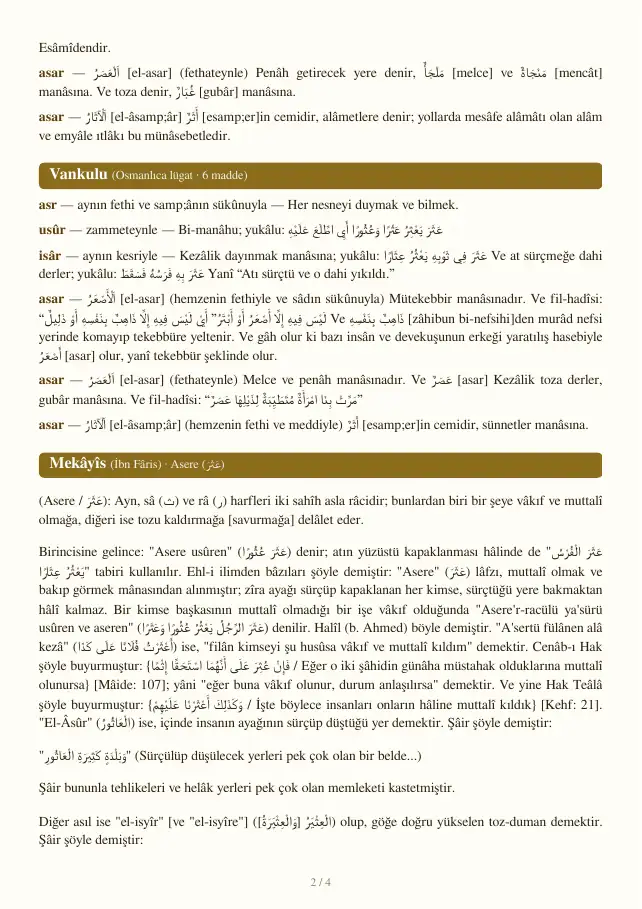 Esâmîdendir.
asar — اَلْعَصَرُ [el-asar] (fethateynle) Penâh getirecek yere denir, مَلْجَأٌ [melce] ve مَنْجَاةٌ [mencât]
manâsına. Ve toza denir, غُبَارٌ [gubâr] manâsına.
asar — اَلْآثَارُ [el-âsamp;âr] أَثَرٌ [esamp;er]in cemidir, alâmetlere denir; yollarda mesâfe alâmâtı olan alâm
ve emyâle ıtlâkı bu münâsebetledir.
Vankulu (Osmanlıca lügat · 6 madde)
asr — aynın fethi ve samp;ânın sükûnuyla — Her nesneyi duymak ve bilmek.
usûr — zammeteynle — Bi-manâhu; yukâlu: عَثَرَ يَعْثِرُ عَثْرًا وَعُثُورًا أَيِ اطَّلَعَ عَلَيْهِ
isâr — aynın kesriyle — Kezâlik dayınmak manâsına; yukâlu: عَثَرَ فِي ثَوْبِهِ يَعْثُرُ عِثَارًا Ve at sürçmeğe dahi
derler; yukâlu: عَثَرَ بِهِ فَرَسُهُ فَسَقَطَ Yanî “Atı sürçtü ve o dahi yıkıldı.”
asar — اَلْأَصْعَرُ [el-asar] (hemzenin fethiyle ve sâdın sükûnuyla) Mütekebbir manâsınadır. Ve fil-hadîsi:
“لَيْسَ فِيهِ إِلَّا أَصْعَرُ أَوْ أَبْتَرُ” أَيْ لَيْسَ فِيهِ إِلَّا ذَاهِبٌ بِنَفْسِهِ أَوْ ذَلِيلٌ Ve ذَاهِبٌ بِنَفْسِهِ [zâhibun bi-nefsihi]den murâd nefsi
yerinde komayıp tekebbüre yeltenir. Ve gâh olur ki bazı insân ve devekuşunun erkeği yaratılış hasebiyle
أَصْعَرُ [asar] olur, yanî tekebbür şeklinde olur.
asar — اَلْعَصَرُ [el-asar] (fethateynle) Melce ve penâh manâsınadır. Ve عَصَرٌ [asar] Kezâlik toza derler,
gubâr manâsına. Ve fil-hadîsi: “مَرَّتْ بِنَا امْرَأَةٌ مُتَطَيِّبَةٌ لِذَيْلِهَا عَصَرٌ”
asar — اَلْآثَارُ [el-âsamp;âr] (hemzenin fethi ve meddiyle) أَثَرٌ [esamp;er]in cemidir, sünnetler manâsına.
Mekâyîs (İbn Fâris) · Asere (عَثَرَ)
(Asere / عَثَرَ): Ayn, sâ (ث) ve râ (ر) harfleri iki sahîh asla râcidir; bunlardan biri bir şeye vâkıf ve muttalî
olmağa, diğeri ise tozu kaldırmağa [savurmağa] delâlet eder.
Birincisine gelince: "Asere usûren" (عَثَرَ عُثُورًا) denir; atın yüzüstü kapaklanması hâlinde de "عَثَرَ الْفَرَسُ
يَعْثُرُ عِثَارًا" tabiri kullanılır. Ehl-i ilimden bâzıları şöyle demiştir: "Asere" (عَثَرَ) lâfzı, muttalî olmak ve
bakıp görmek mânasından alınmıştır; zîra ayağı sürçüp kapaklanan her kimse, sürçtüğü yere bakmaktan
hâlî kalmaz. Bir kimse başkasının muttalî olmadığı bir işe vâkıf olduğunda "Asere'r-racülü ya'sürü
usûren ve aseren" (عَثَرَ الرَّجُلُ يَعْثُرُ عُثُورًا وَعَثَرًا) denilir. Halîl (b. Ahmed) böyle demiştir. "A'sertü fülânen alâ
kezâ" (أَعْثَرْتُ فُلَانًا عَلَى كَذَا) ise, "filân kimseyi şu husûsa vâkıf ve muttalî kıldım" demektir. Cenâb-ı Hak
şöyle buyurmuştur: {فَإِنْ عُثِرَ عَلَى أَنَّهُمَا اسْتَحَقَّا إِثْمًا / Eğer o iki şâhidin günâha müstahak olduklarına muttalî
olunursa} [Mâide: 107]; yâni "eğer buna vâkıf olunur, durum anlaşılırsa" demektir. Ve yine Hak Teâlâ
şöyle buyurmuştur: {وَكَذَلِكَ أَعْثَرْنَا عَلَيْهِمْ / İşte böylece insanları onların hâline muttalî kıldık} [Kehf: 21].
"El-Âsûr" (الْعَاثُورُ) ise, içinde insanın ayağının sürçüp düştüğü yer demektir. Şâir şöyle demiştir:
"وَبَلْدَةٍ كَثِيرَةِ الْعَاثُورِ" (Sürçülüp düşülecek yerleri pek çok olan bir belde...)
Şâir bununla tehlikeleri ve helâk yerleri pek çok olan memleketi kastetmiştir.
Diğer asıl ise "el-isyîr" [ve "el-isyîre"] (الْعِثْيَرُ [وَالْعِثْيَرَةُ]) olup, göğe doğru yükselen toz-duman demektir.
Şâir şöyle demiştir:
2 / 4